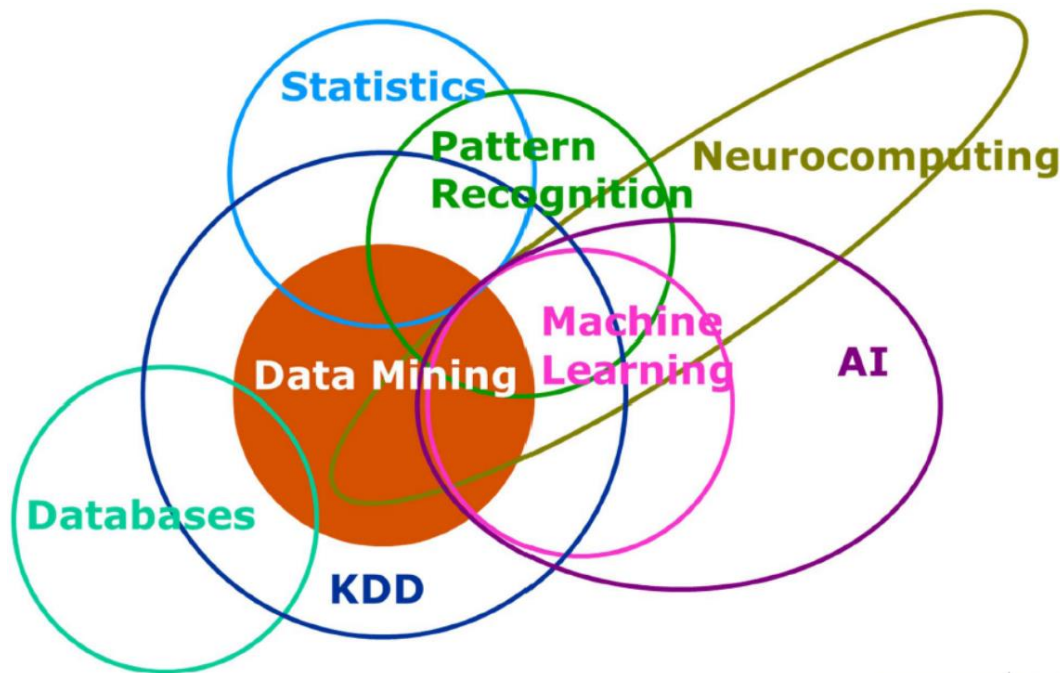 Statistics
Pattern
Recognition
Neurocomputing
Machine
Learning
Data Mining
AI
Databases
KDD